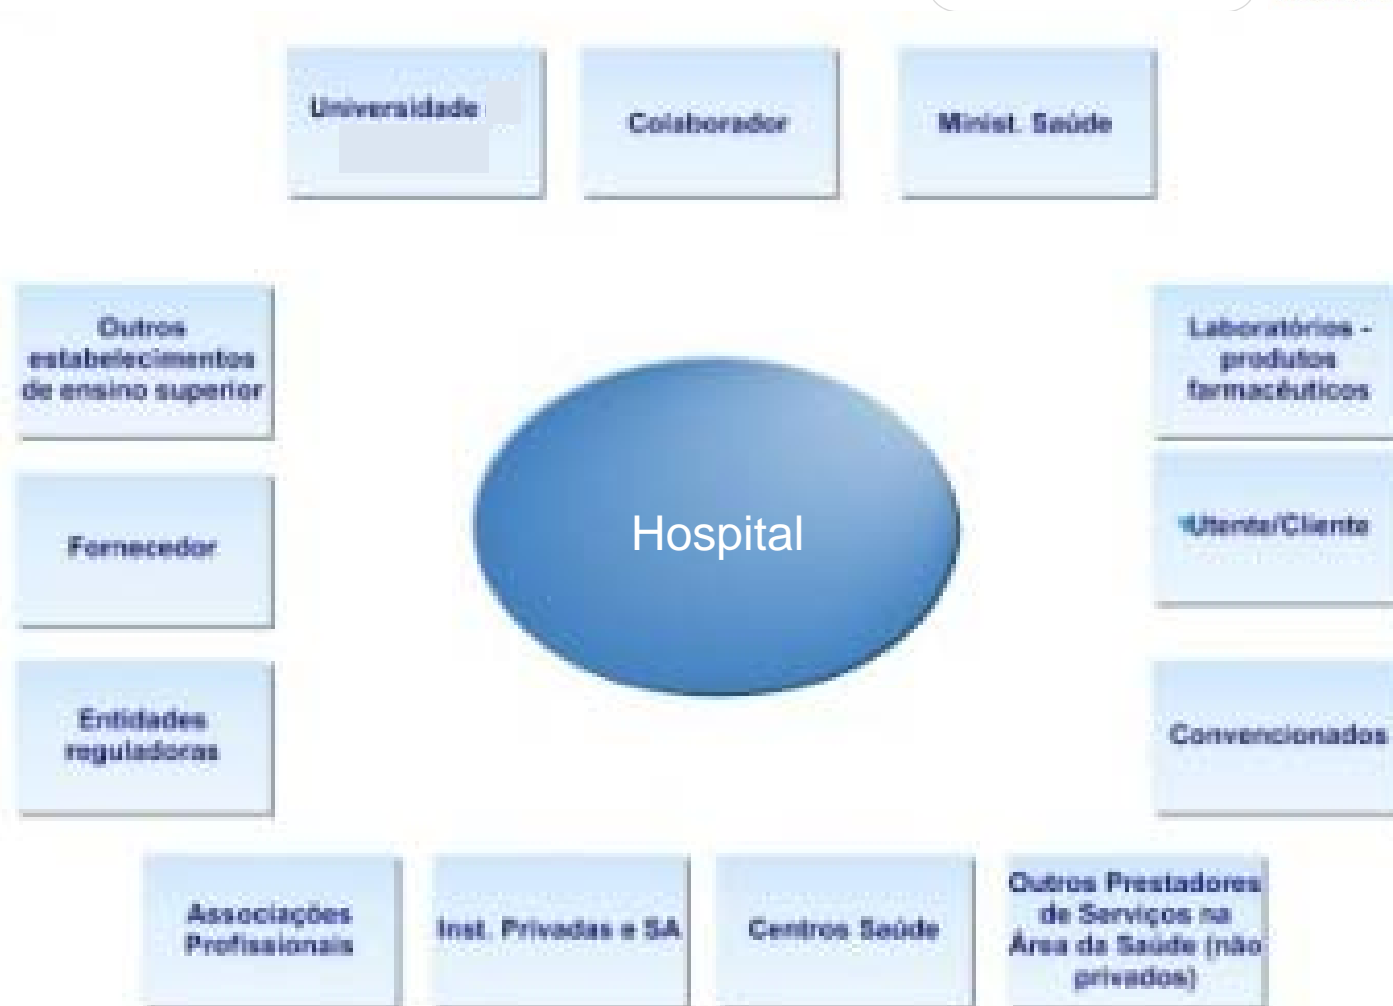 Universidade
Colaborador
Minist. Saúde
Outros
estabelecimentos
de ensino superior
Laboratórios -
produtos
farmacêuticos
Fornecedor
Hospital
Utente/Cliente
Entidades
reguladoras
Convencionados
Associações
Profissionais
Inst. Privadas e SA
Centros Saúde
Outros Prestadores
de Serviços na
Área da Saúde (não
privados)